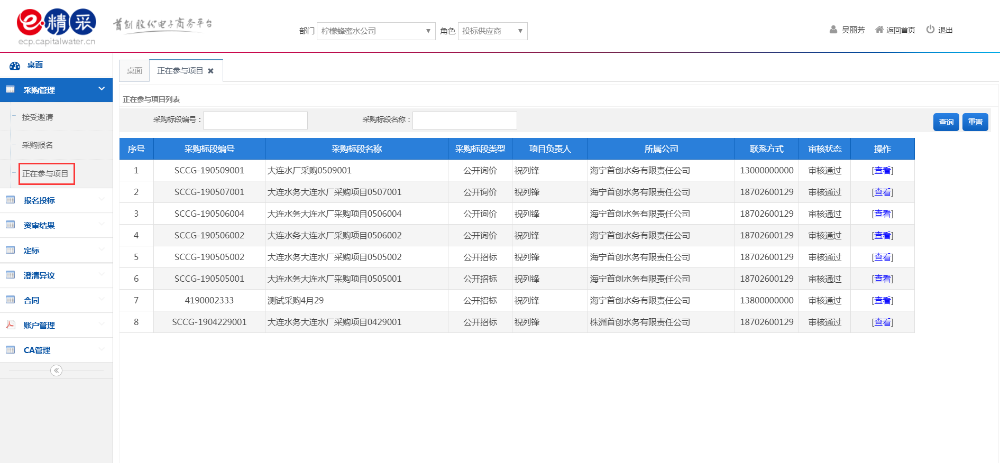 e·精采 首创股份电子商务平台
ecp.capitalwater.cn
部门 柠檬蜂蜜水公司 ▼ 角色 投标供应商 ▼ 吴丽芳 返回首页 退出
桌面
采购管理
接受邀请
采购报名
正在参与项目
报名投标
资审结果
定标
澄清异议
合同
账户管理
CA管理
桌面 正在参与项目 ✖
正在参与项目列表
采购标段编号： 采购标段名称： 查询 重置
序号 采购标段编号 采购标段名称 采购标段类型 项目负责人 所属公司 联系方式 审核状态 操作
1 SCCG-190509001 大连水厂采购0509001 公开询价 祝列锋 海宁首创水务有限责任公司 13000000000 审核通过 [查看]
2 SCCG-190507001 大连水务大连水厂采购项目0507001 公开询价 祝列锋 海宁首创水务有限责任公司 18702600129 审核通过 [查看]
3 SCCG-190506004 大连水务大连水厂采购项目0506004 公开询价 祝列锋 海宁首创水务有限责任公司 18702600129 审核通过 [查看]
4 SCCG-190506002 大连水务大连水厂采购项目0506002 公开询价 祝列锋 海宁首创水务有限责任公司 18702600129 审核通过 [查看]
5 SCCG-190505002 大连水务大连水厂采购项目0505002 公开招标 祝列锋 海宁首创水务有限责任公司 18702600129 审核通过 [查看]
6 SCCG-190505001 大连水务大连水厂采购项目0505001 公开招标 祝列锋 海宁首创水务有限责任公司 18702600129 审核通过 [查看]
7 4190002333 测试采购4月29 公开招标 祝列锋 海宁首创水务有限责任公司 13800000000 审核通过 [查看]
8 SCCG-1904229001 大连水务大连水厂采购项目0429001 公开招标 祝列锋 株洲首创水务有限责任公司 18702600129 审核通过 [查看]